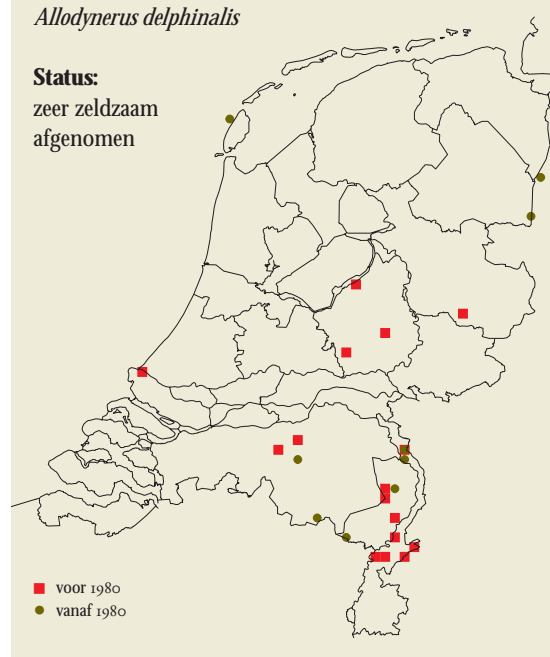 Allodynerus delphinalis
Status:
zeer zeldzaam
afgenomen
voor 1980
vanaf 1980